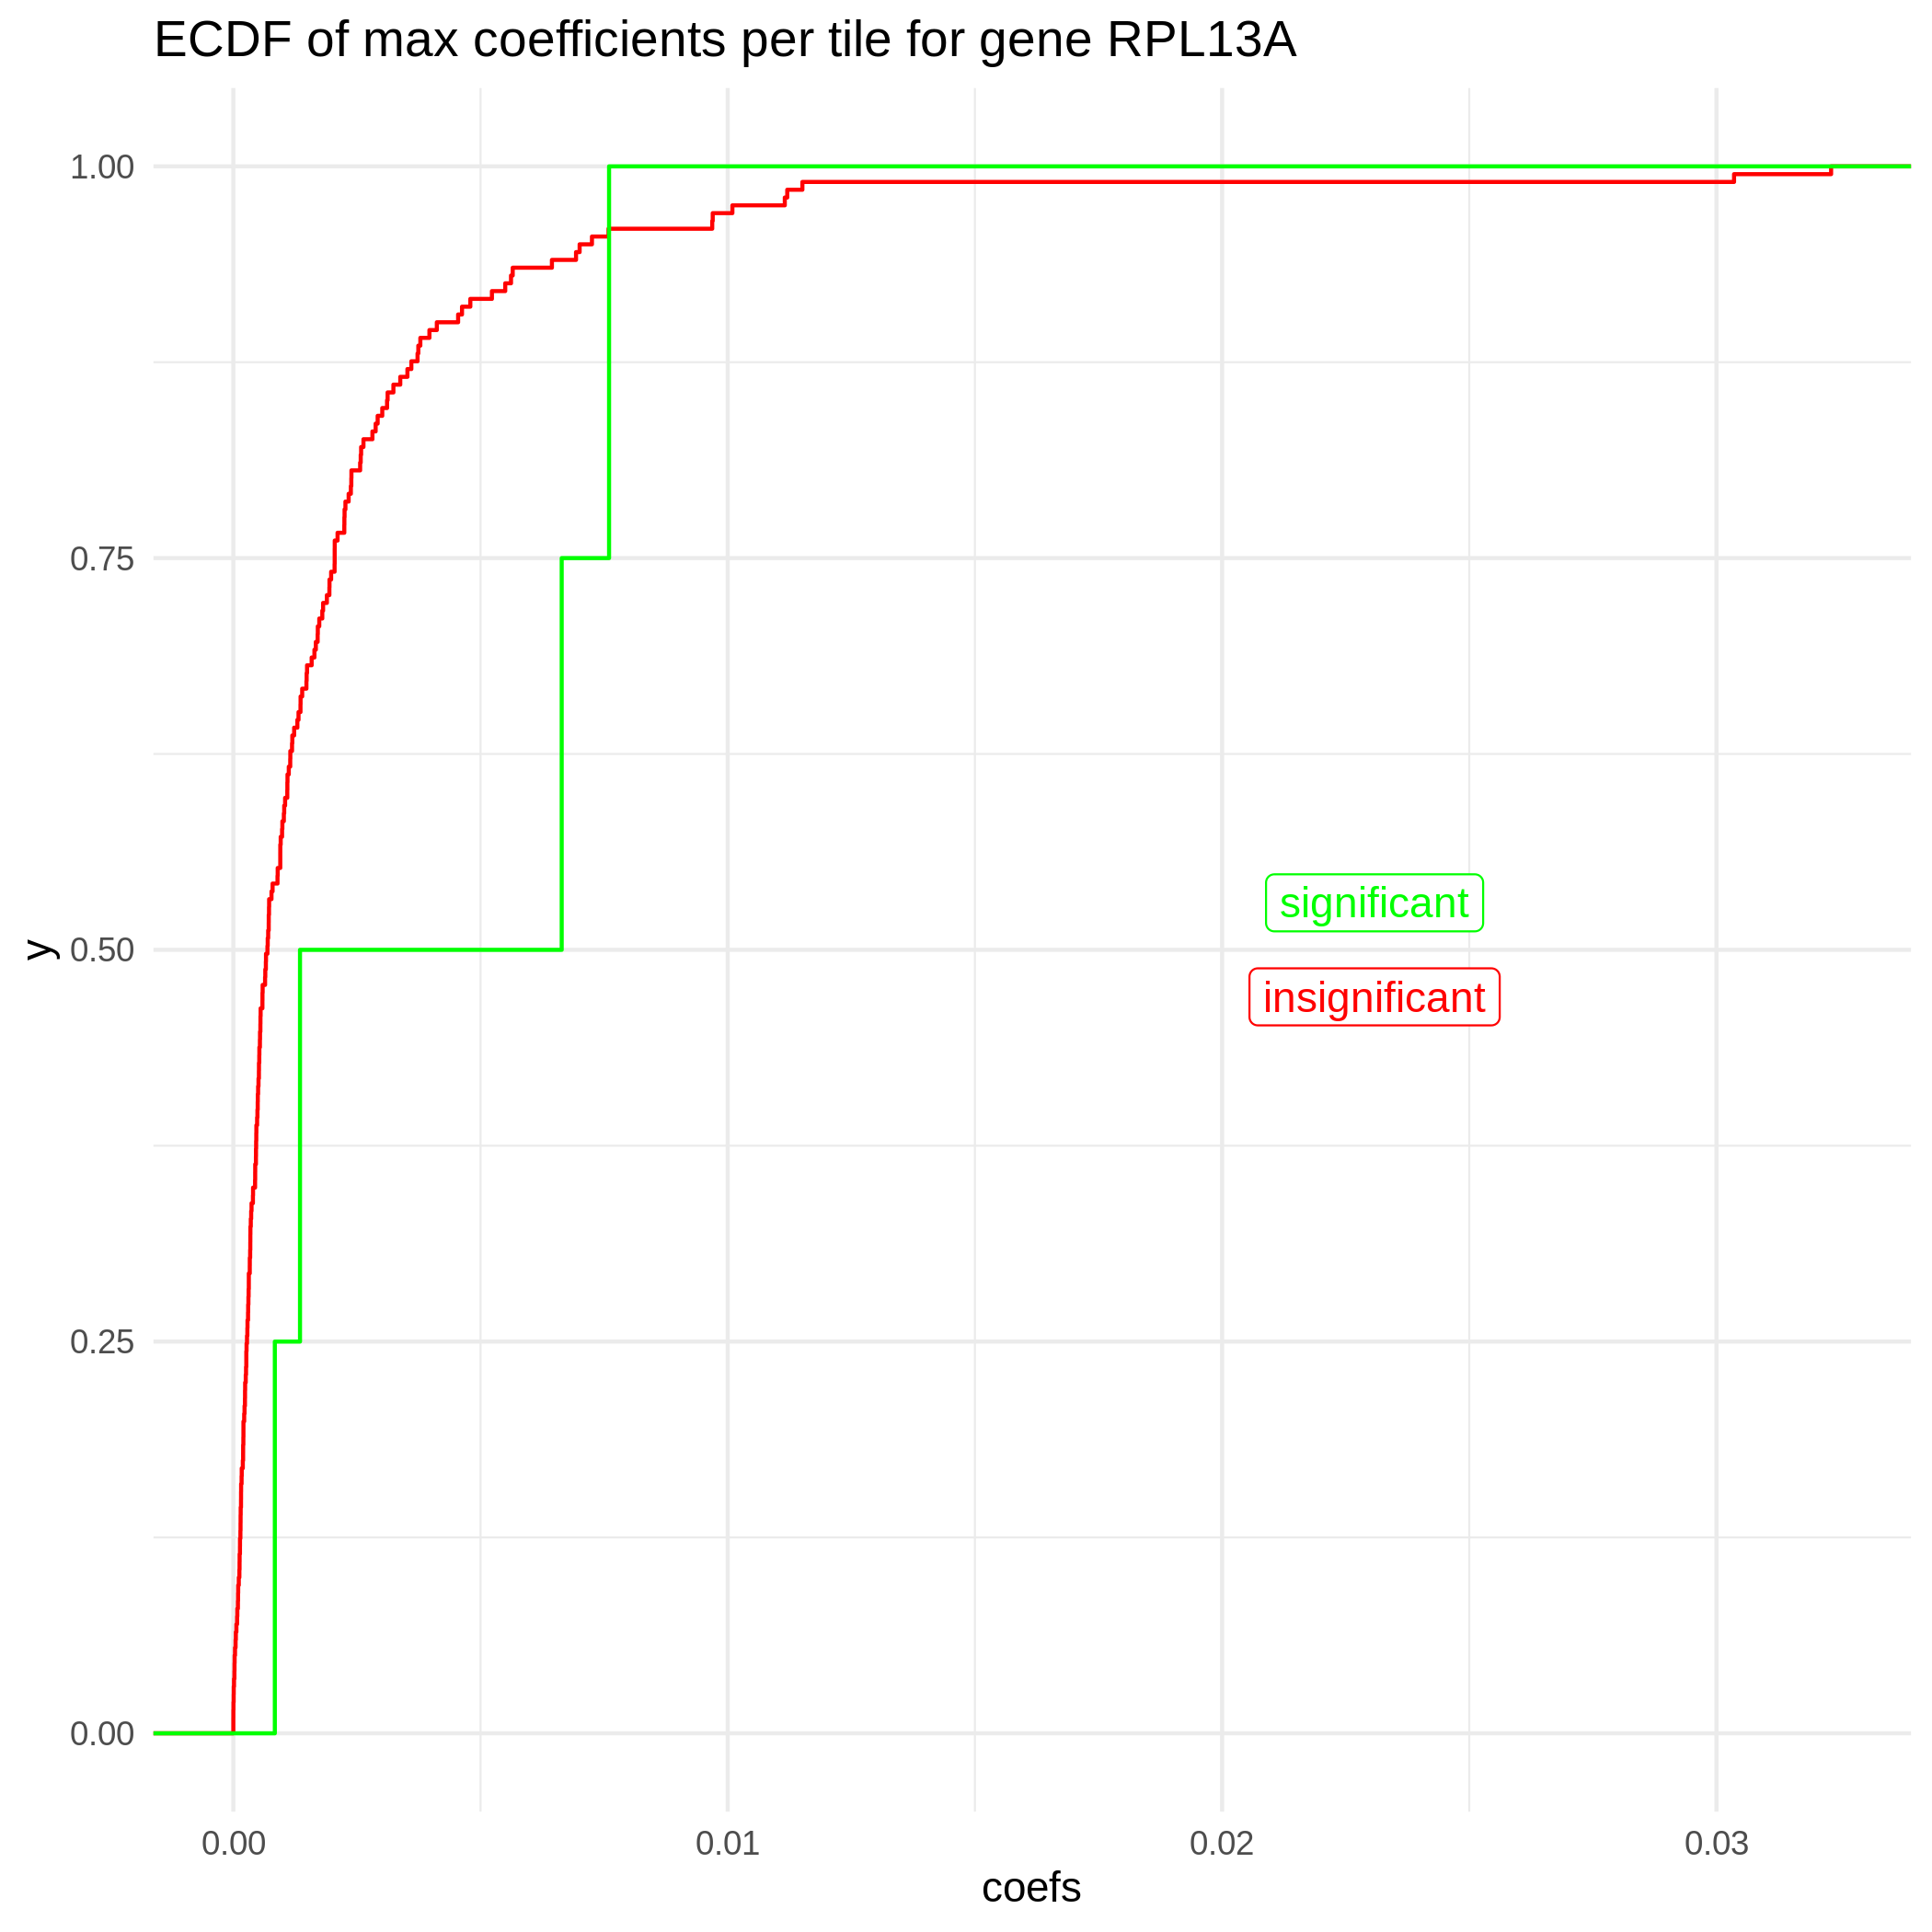 ECDF of max coefficients per tile for gene RPL13A
1.00
0.75
0.50
0.25
0.00
y
significant
insignificant
0.00 0.01 0.02 0.03
coefs